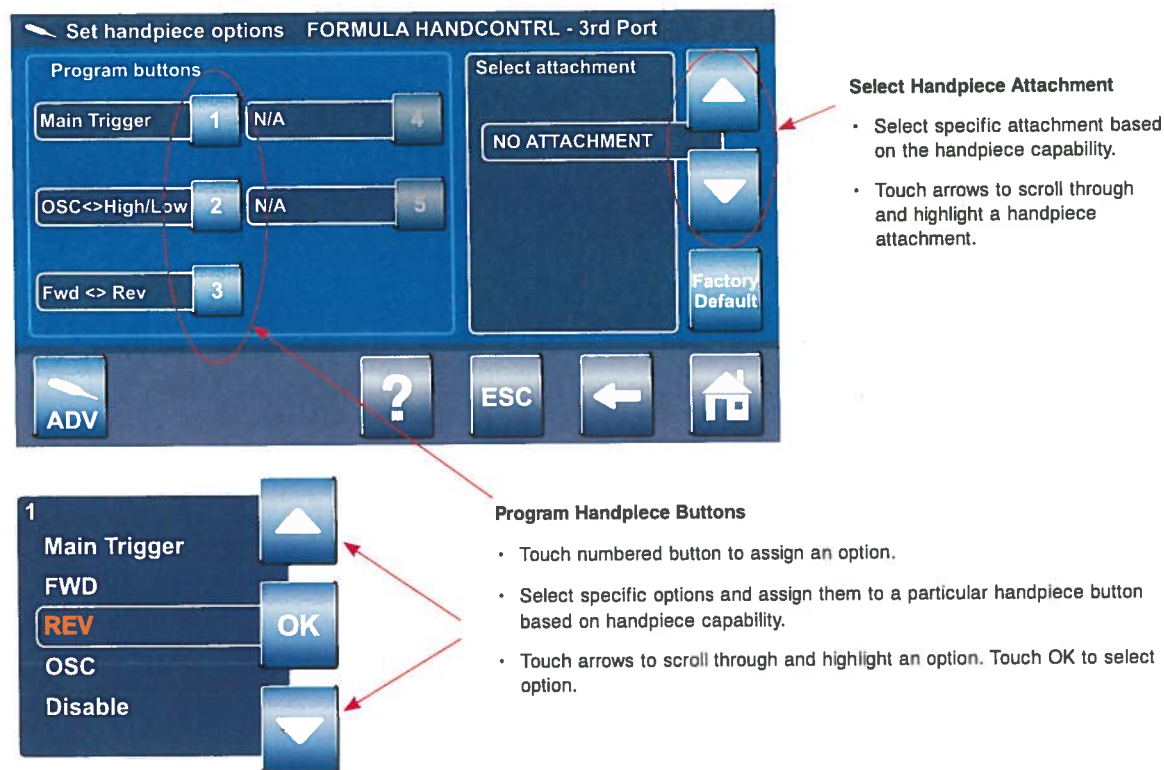 Set handpiece options FORMULA HANDCONTRL - 3rd Port
Program buttons
Main Trigger 1 N/A 4
OSC<>High/Low 2 N/A 5
Fwd <> Rev 3
Select attachment
NO ATTACHMENT
Factory
Default
ADV ? ESC
Select Handpiece Attachment
• Select specific attachment based
on the handpiece capability.
• Touch arrows to scroll through
and highlight a handpiece
attachment.
1
Main Trigger
FWD
REV OK
OSC
Disable
Program Handpiece Buttons
• Touch numbered button to assign an option.
• Select specific options and assign them to a particular handpiece button
based on handpiece capability.
• Touch arrows to scroll through and highlight an option. Touch OK to select
option.